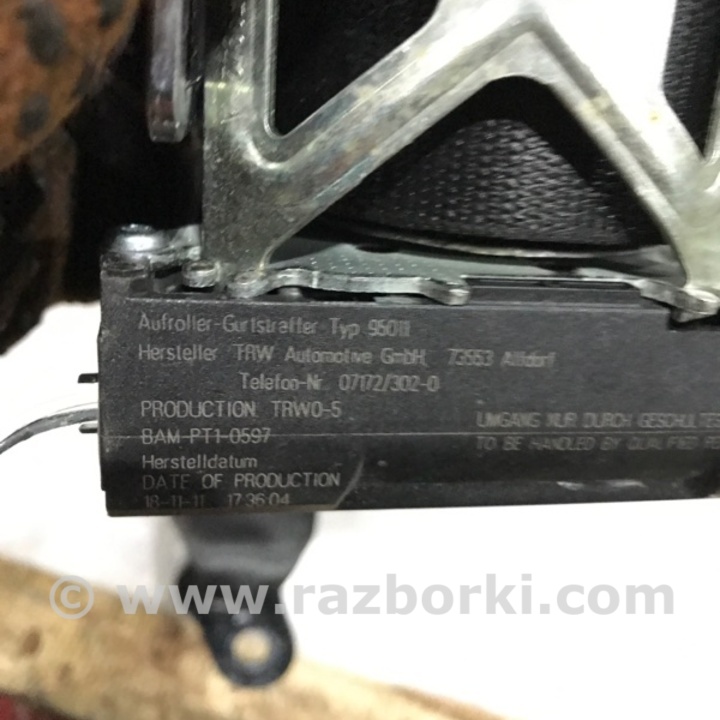 Aufroller-Gurtstraffer Typ 95011
Hersteller TRW Automotive GmbH, 73553 Alfdorf
Telefon-Nr. 07172/302-0
PRODUCTION TRWO-5
BAM-PT1-0597
Herstelldatum
DATE OF PRODUCTION
18-11-11 17:36:04
UMGANG NUR DURCH GESCHULTE
TO BE HANDLED BY QUALIFIED
© www.razborki.com